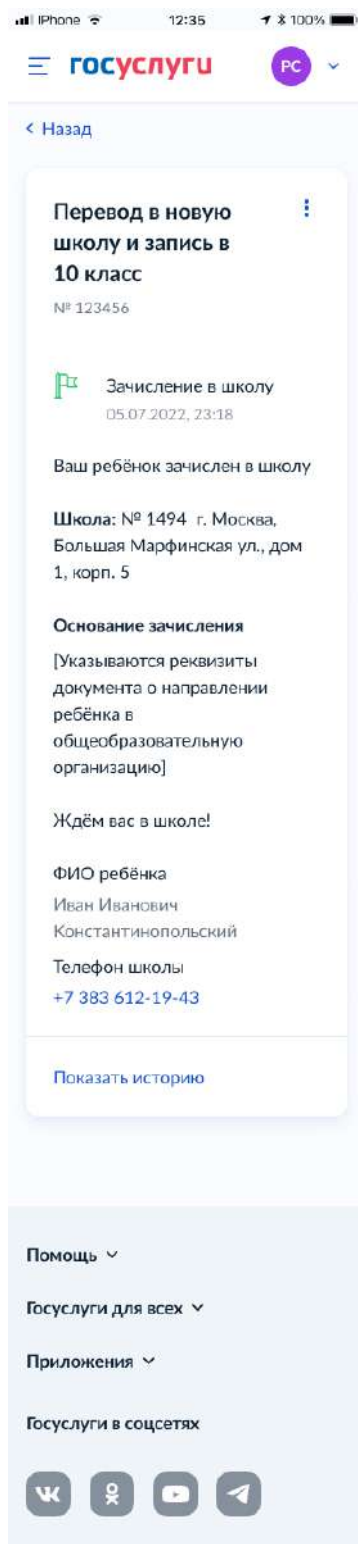 iPhone 12:35 100%
госуслуги РС
Назад
Перевод в новую
школу и запись в
10 класс
№ 123456
Зачисление в школу
05.07.2022, 23:18
Ваш ребёнок зачислен в школу
Школа: № 1494 г. Москва,
Большая Марфинская ул., дом
1, корп. 5
Основание зачисления
[Указываются реквизиты
документа о направлении
ребёнка в
общеобразовательную
организацию]
Ждём вас в школе!
ФИО ребёнка
Иван Иванович
Константинопольский
Телефон школы
+7 383 612-19-43
Показать историю
Помощь
Госуслуги для всех
Приложения
Госуслуги в соцсетях